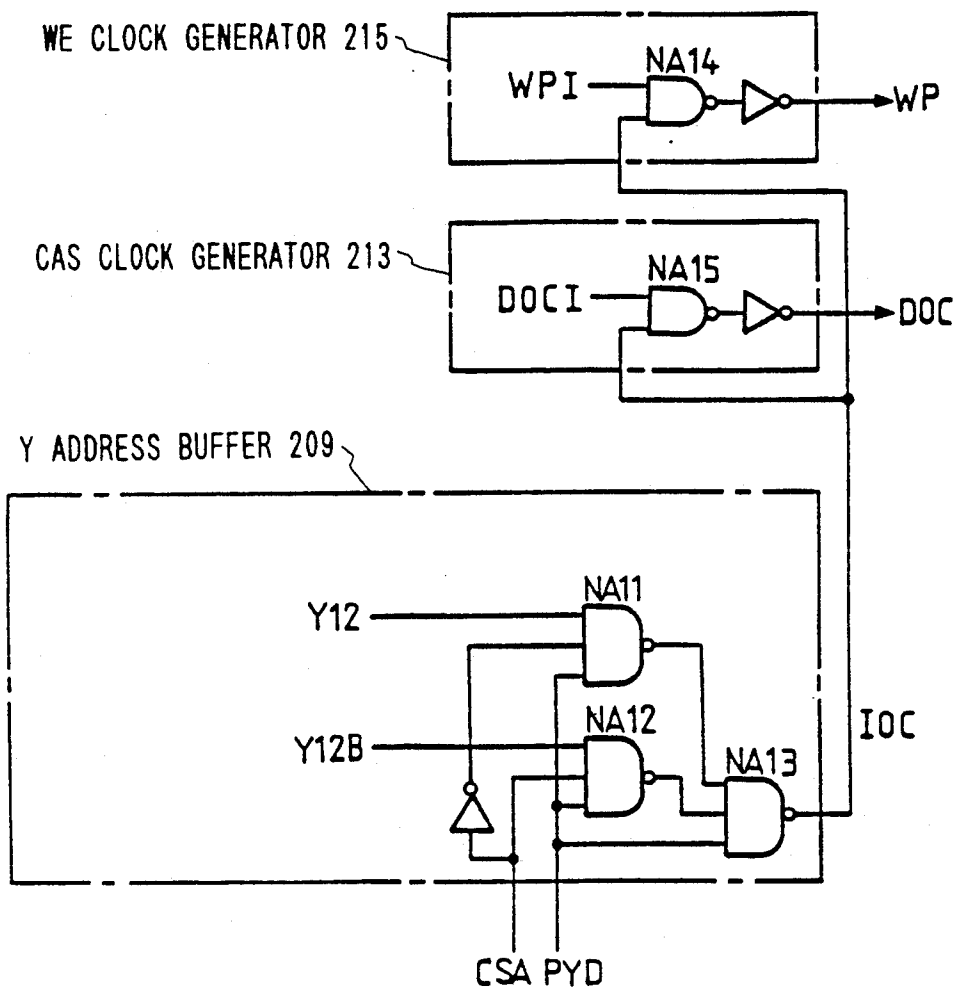 WE CLOCK GENERATOR 215
NA14
WPI
WP
CAS CLOCK GENERATOR 213
NA15
DOCI
DOC
Y ADDRESS BUFFER 209
NA11
Y12
NA12
IOC
Y12B
NA13
CSA PYD